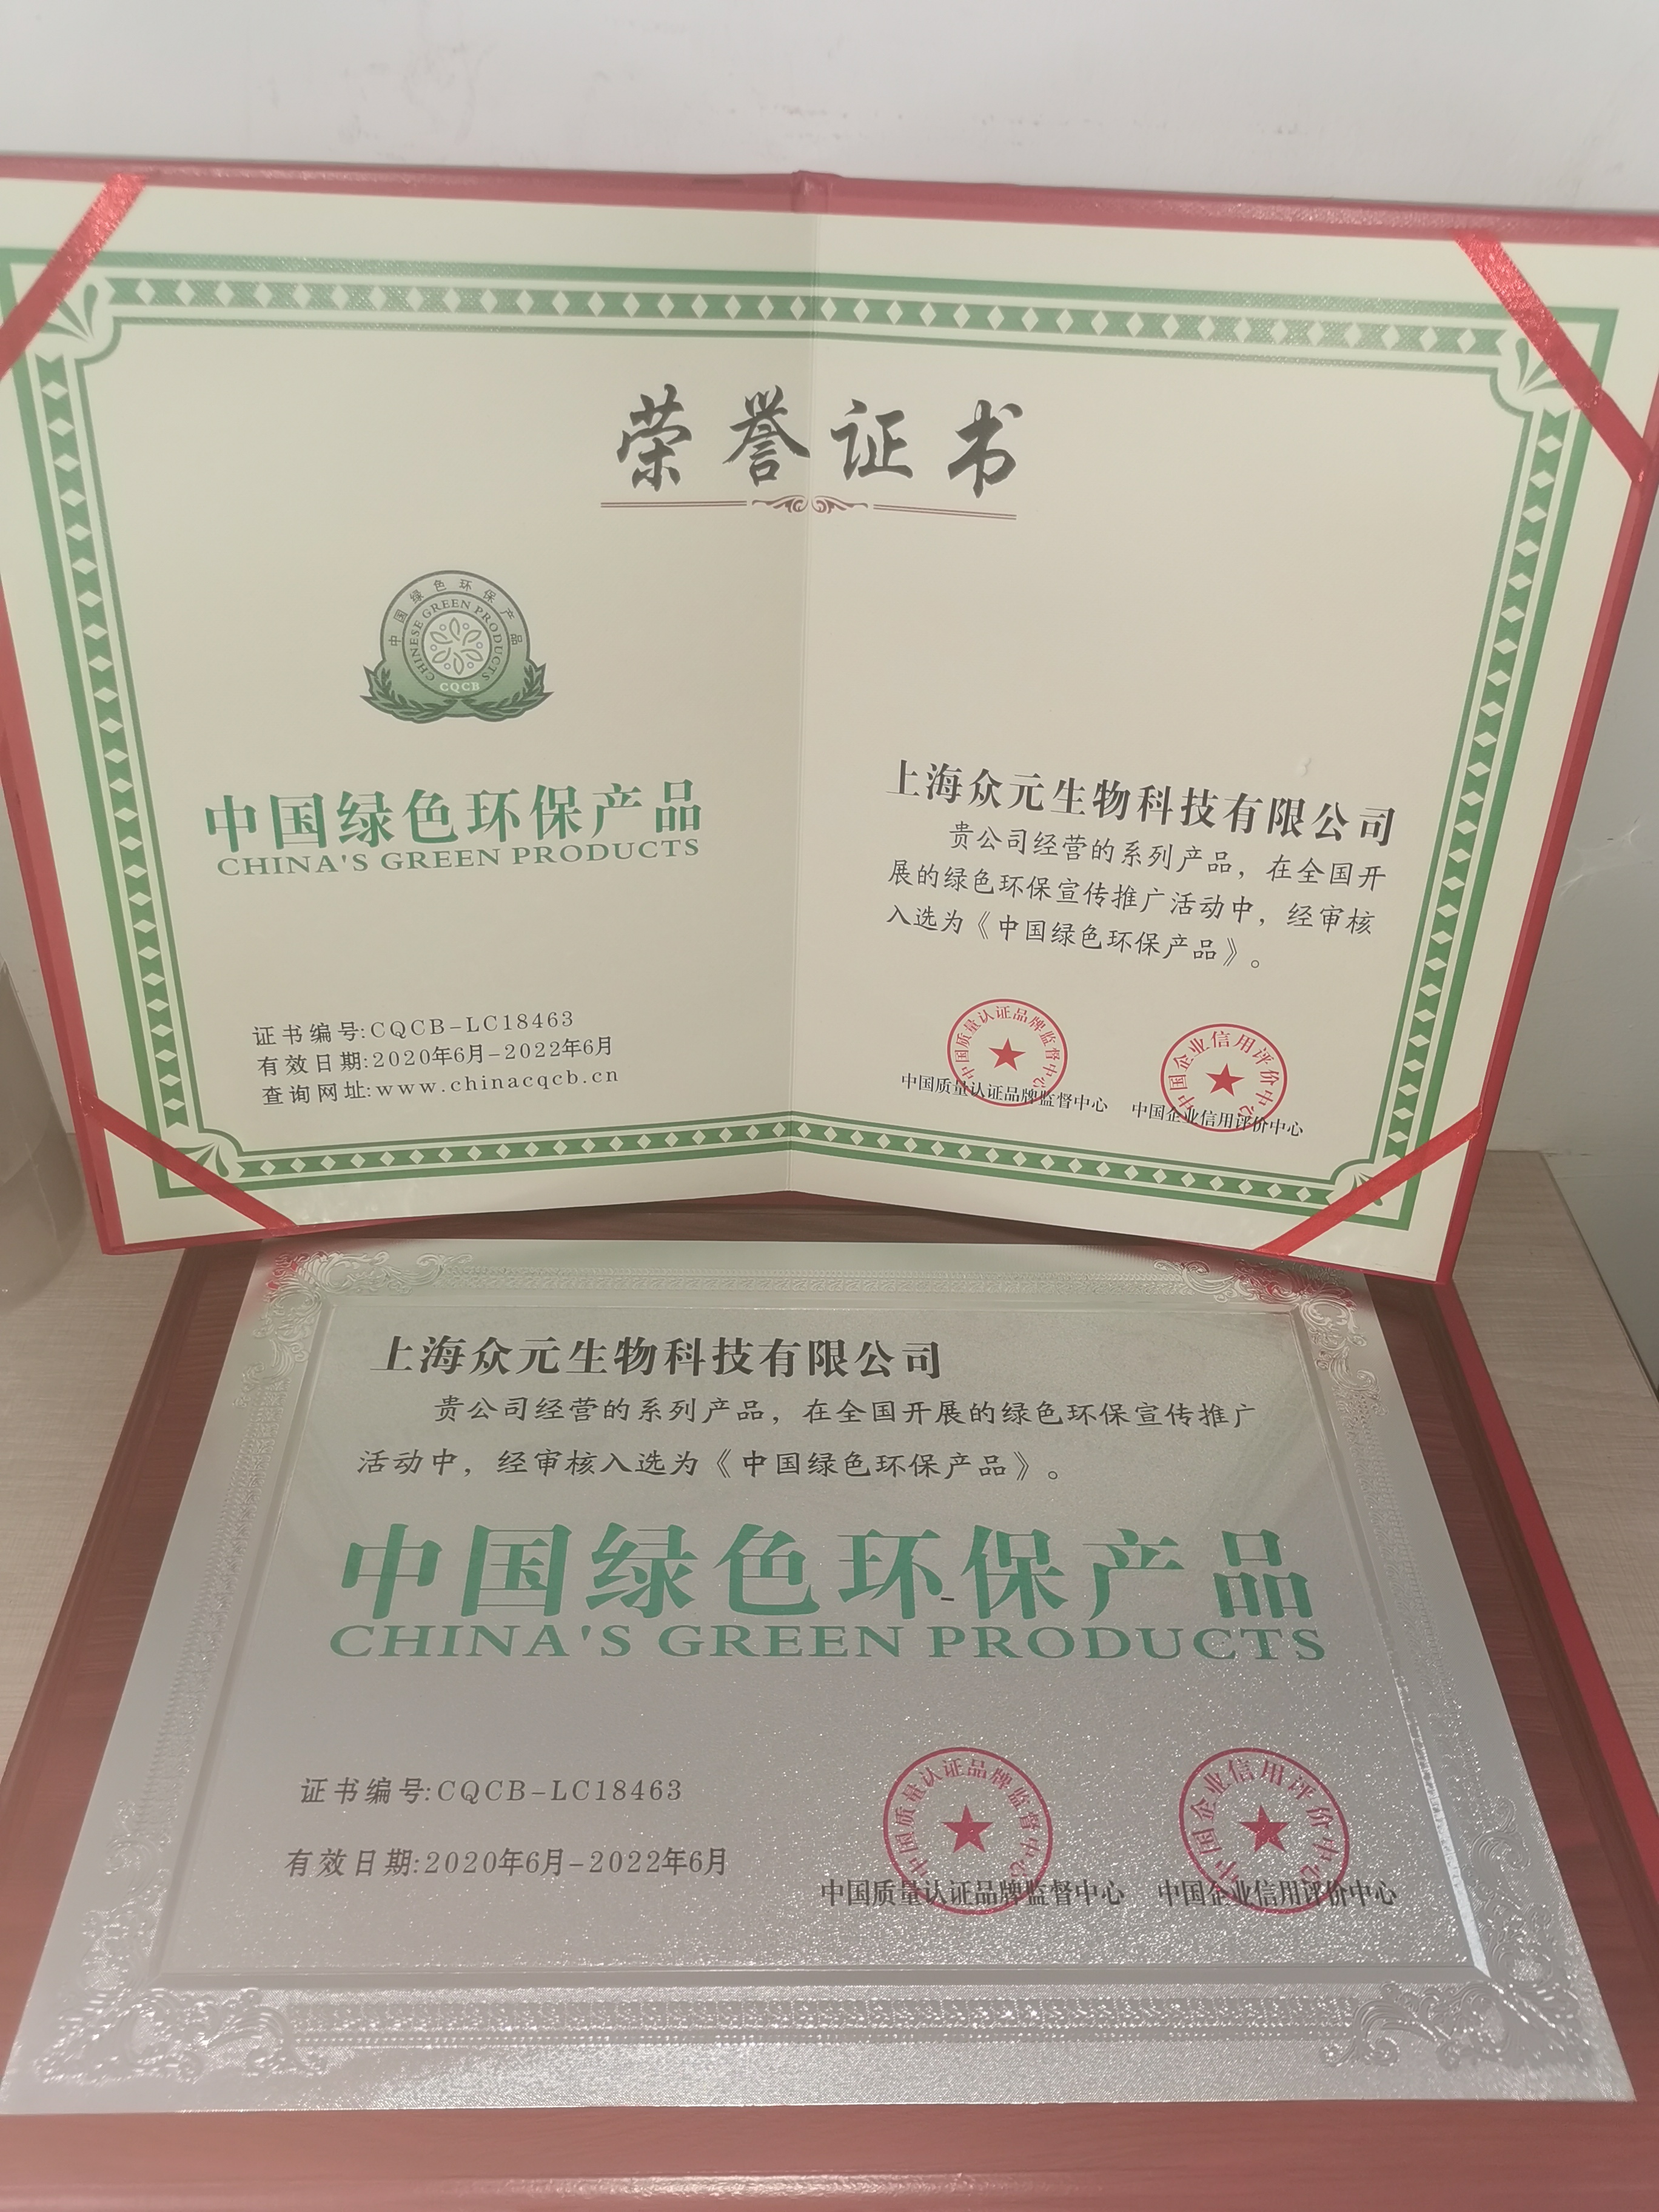 荣誉证书
中国绿色环保产品
CHINESE GREEN PRODUCTS
CQCB
中国绿色环保产品
CHINA'S GREEN PRODUCTS
证书编号:CQCB-LC18463
有效日期:2020年6月-2022年6月
查询网址:www.chinacqcb.cn
上海众元生物科技有限公司
贵公司经营的系列产品，在全国开
展的绿色环保宣传推广活动中，经审核
入选为《中国绿色环保产品》。
中国质量认证品牌监督中心
中国质量认证品牌监督中心
中国企业信用评价中心
中国企业信用评价中心
上海众元生物科技有限公司
贵公司经营的系列产品，在全国开展的绿色环保宣传推广
活动中，经审核入选为《中国绿色环保产品》。
中国绿色环保产品
CHINA'S GREEN PRODUCTS
证书编号:CQCB-LC18463
有效日期:2020年6月-2022年6月
中国质量认证品牌监督中心
中国质量认证品牌监督中心
中国企业信用评价中心
中国企业信用评价中心